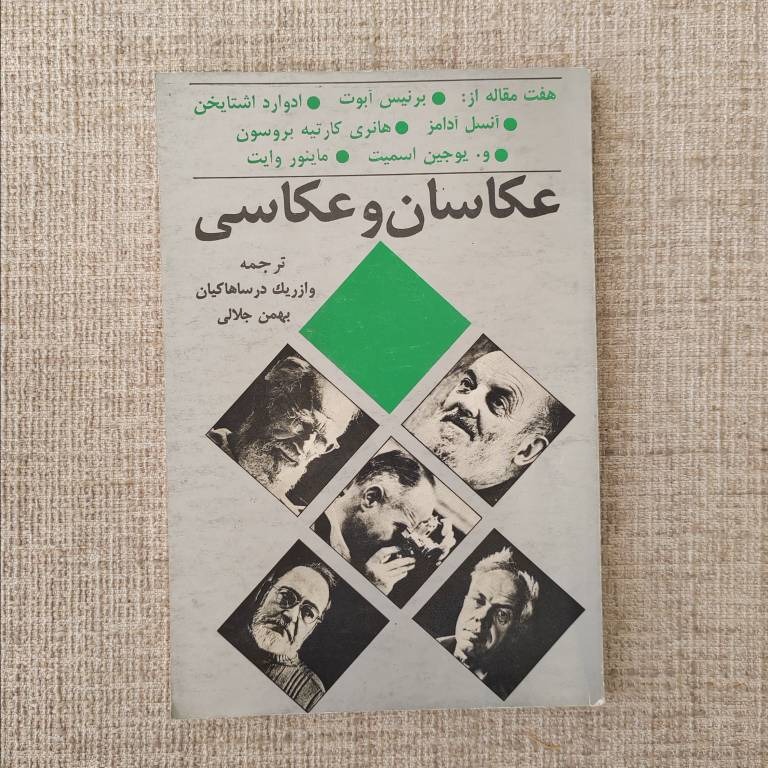 هفت مقاله از: ● برنیس آبوت ● ادوارد اشتایخن
● آنسل آدامز ● هانری کارتیه بروسون
● و. یوجین اسمیت ● ماینور وایت
عکاسان و عکاسی
ترجمه
وازریك درساهاکیان
بهمن جلالی